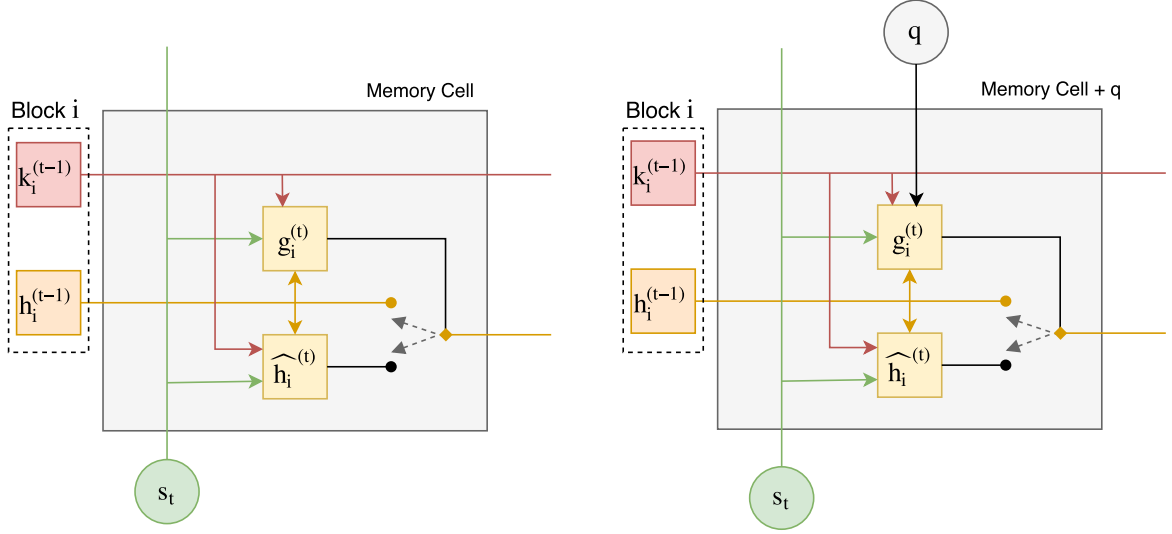 Memory Cell
Block i
k_i^(t−1)
g_i^(t)
h_i^(t−1)
ĥ_i^(t)
s_t
q
Memory Cell + q
Block i
k_i^(t−1)
g_i^(t)
h_i^(t−1)
ĥ_i^(t)
s_t